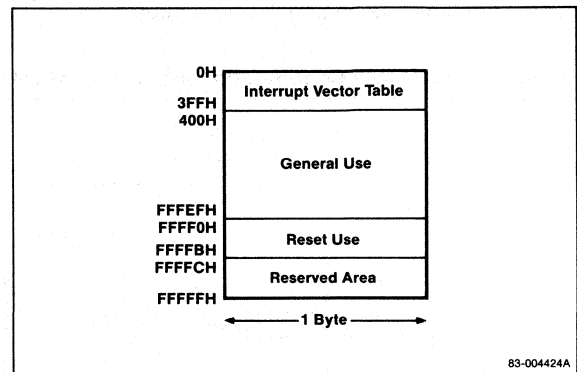 0H
Interrupt Vector Table
3FFH
400H
General Use
FFFEFH
FFFF0H
Reset Use
FFFFBH
FFFFCH
Reserved Area
FFFFFH
1 Byte
83-004424A